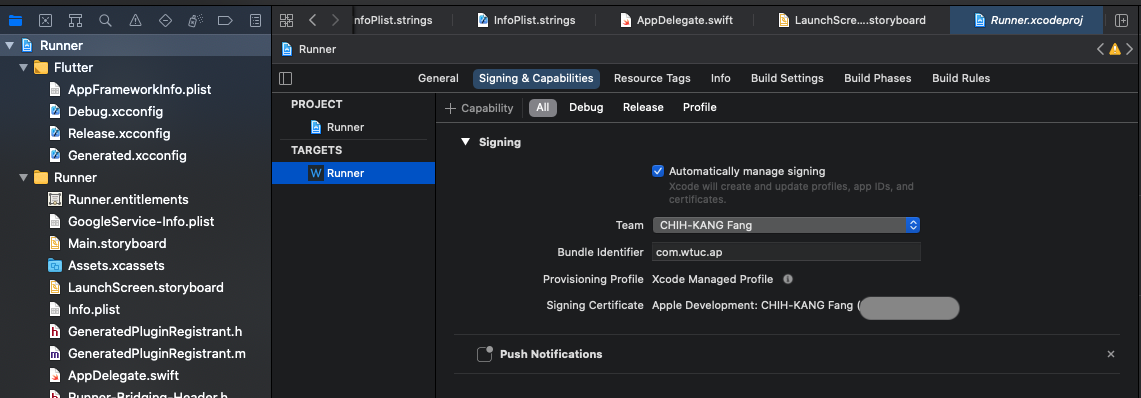 nfoPlist.strings
InfoPlist.strings
AppDelegate.swift
LaunchScre....storyboard
Runner.xcodeproj
Runner
Flutter
AppFrameworkInfo.plist
Debug.xcconfig
Release.xcconfig
Generated.xcconfig
Runner
Runner.entitlements
GoogleService-Info.plist
Main.storyboard
Assets.xcassets
LaunchScreen.storyboard
Info.plist
GeneratedPluginRegistrant.h
GeneratedPluginRegistrant.m
AppDelegate.swift
Runner-Bridging-Header.h
Runner
General Signing & Capabilities Resource Tags Info Build Settings Build Phases Build Rules
PROJECT
Runner
TARGETS
W Runner
+ Capability All Debug Release Profile
Signing
Automatically manage signing
Xcode will create and update profiles, app IDs, and
certificates.
Team CHIH-KANG Fang
Bundle Identifier com.wtuc.ap
Provisioning Profile Xcode Managed Profile
Signing Certificate Apple Development: CHIH-KANG Fang (
Push Notifications